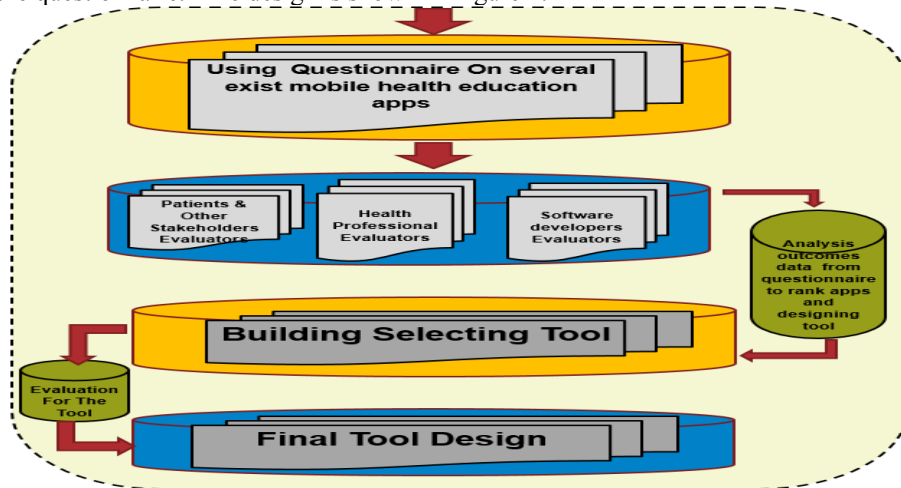 Using Questionnaire On several
exist mobile health education
apps
Patients &
Other
Stakeholders
Evaluators
Health
Professional
Evaluators
Software
developers
Evaluators
Analysis
outcomes
data from
questionnaire
to rank apps
and
designing
tool
Building Selecting Tool
Evaluation
For The
Tool
Final Tool Design